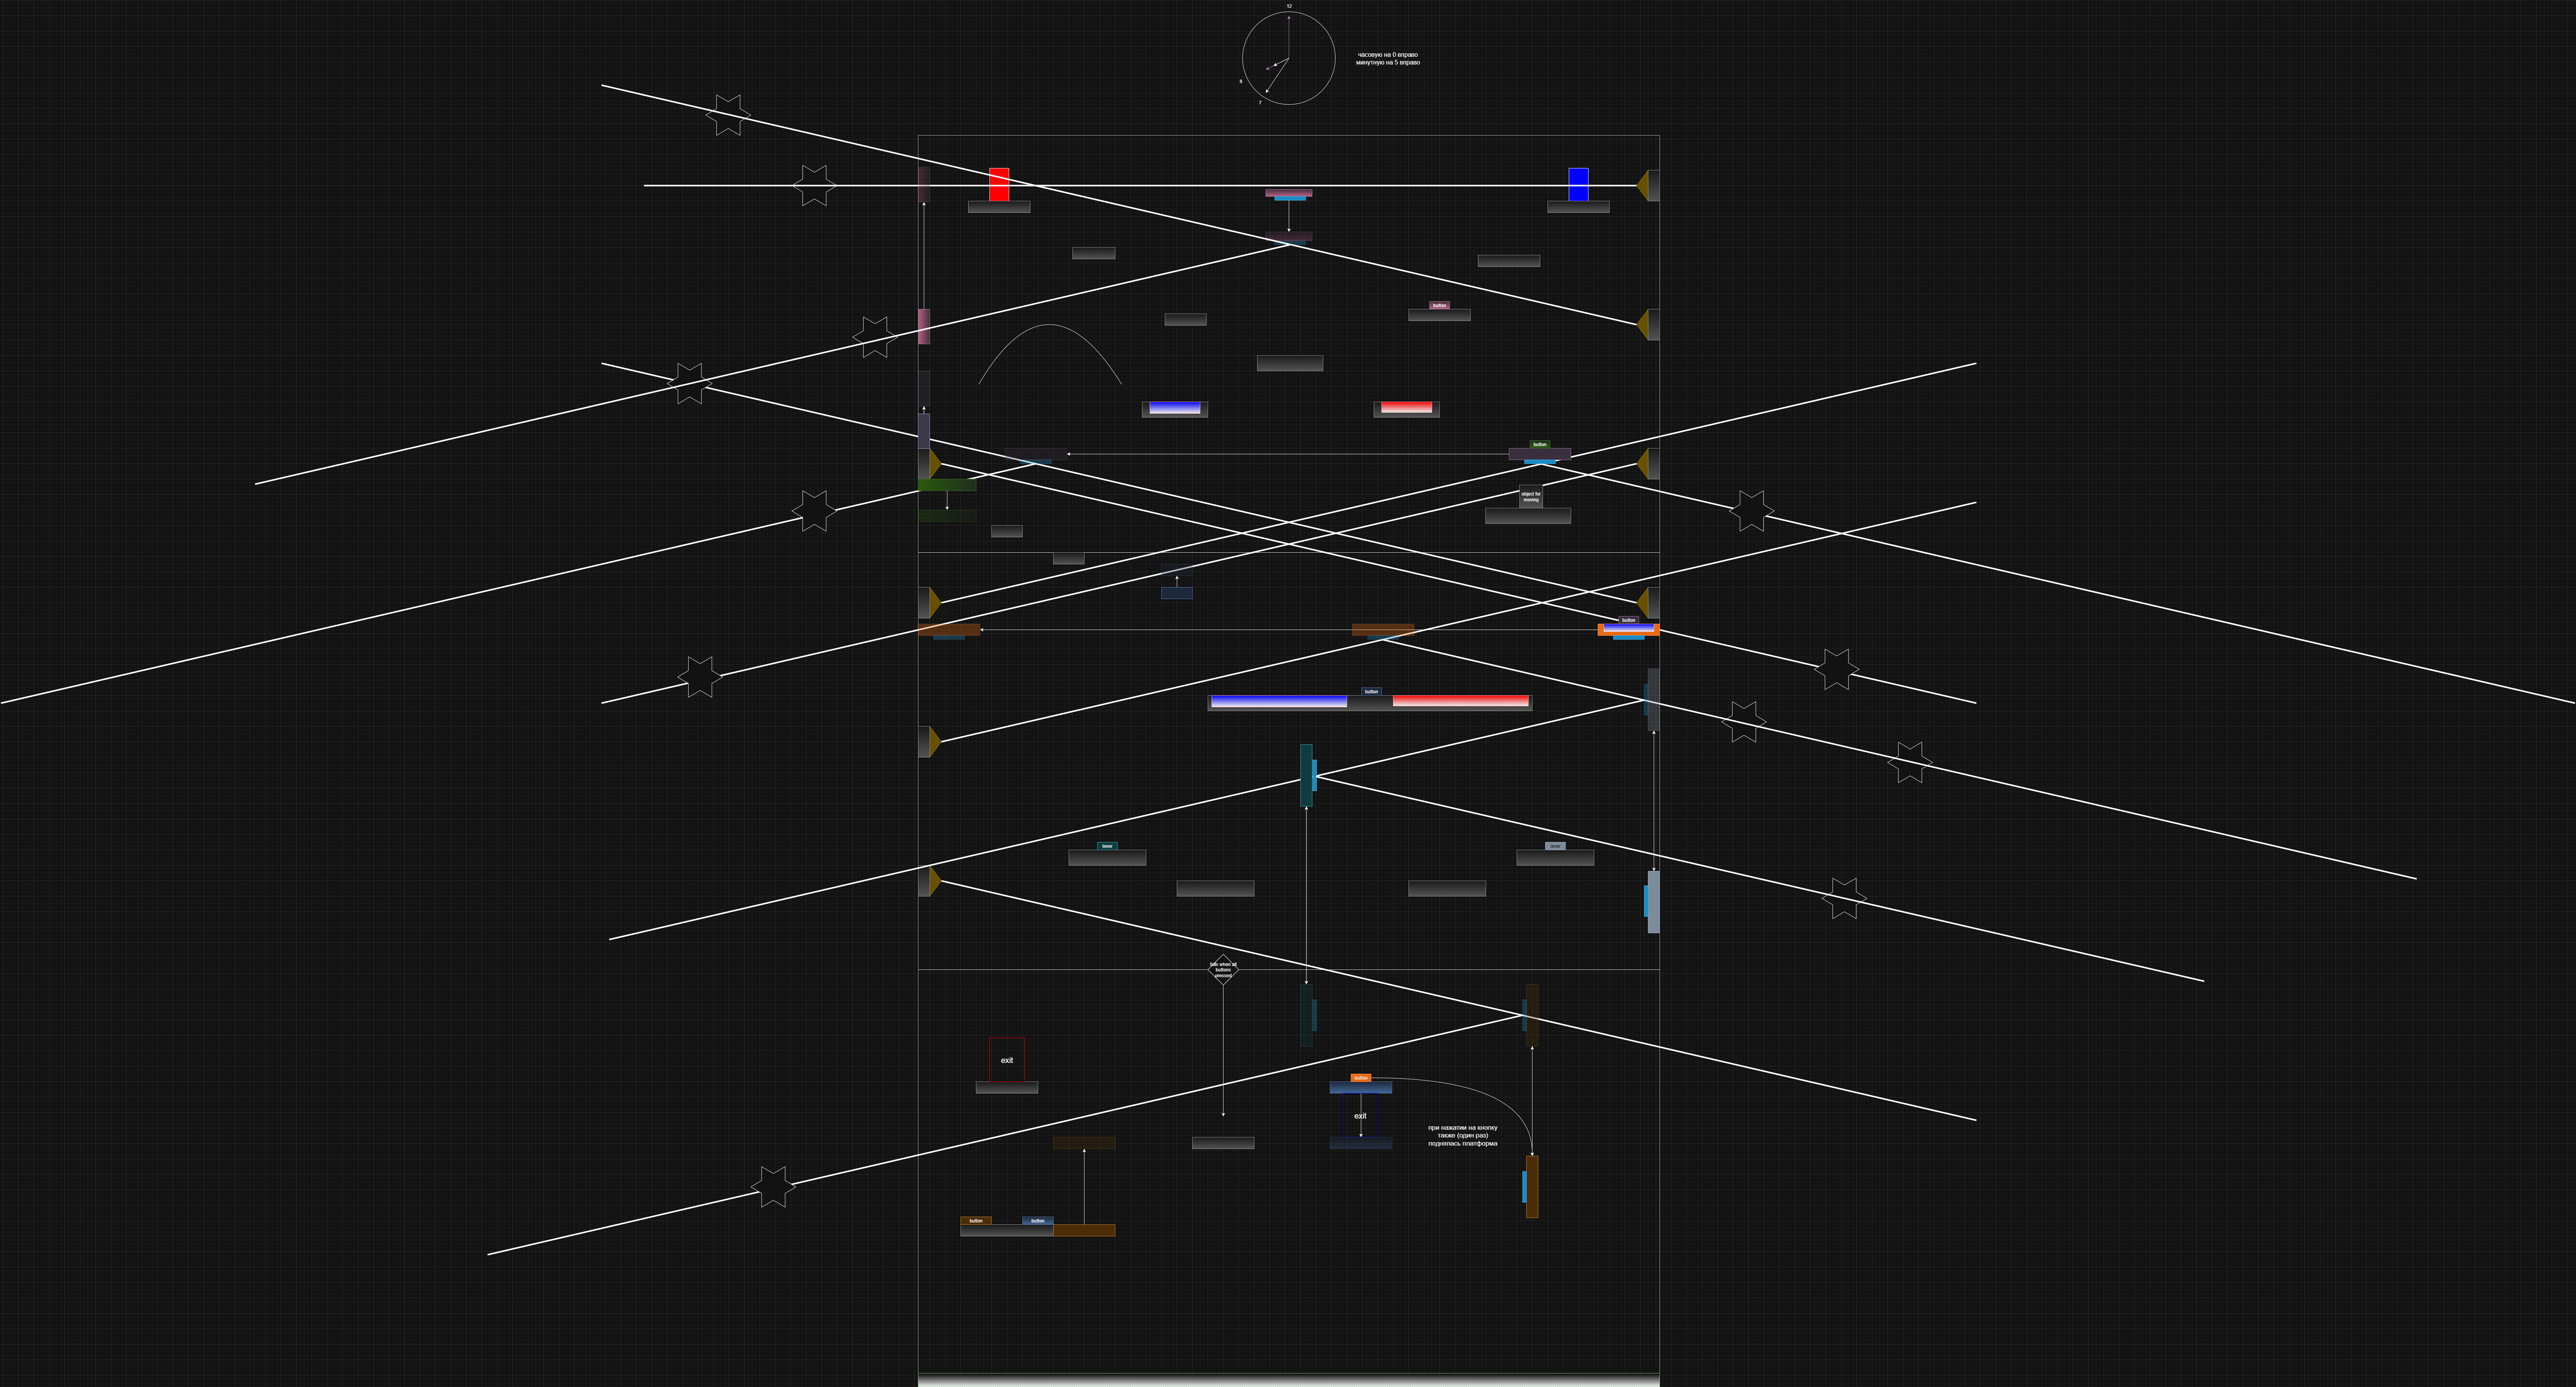 12
часовую на 0 вправо
минутную на 5 вправо
8
7
button
button
object for
moving
button
button
lever
lever
falls when all
buttons
pressed
exit
button
exit
при нажатии на кнопку
также (один раз)
поднялась платформа
button
button